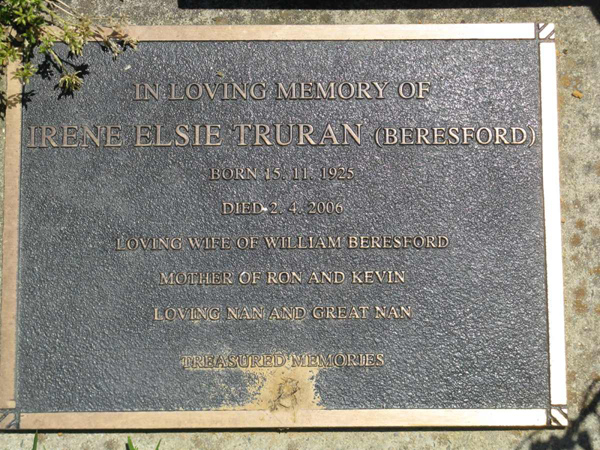 IN LOVING MEMORY OF
IRENE ELSIE TRURAN (BERESFORD)
BORN 15. 11. 1925
DIED 2. 4. 2006
LOVING WIFE OF WILLIAM BERESFORD
MOTHER OF RON AND KEVIN
LOVING NAN AND GREAT NAN
TREASURED MEMORIES